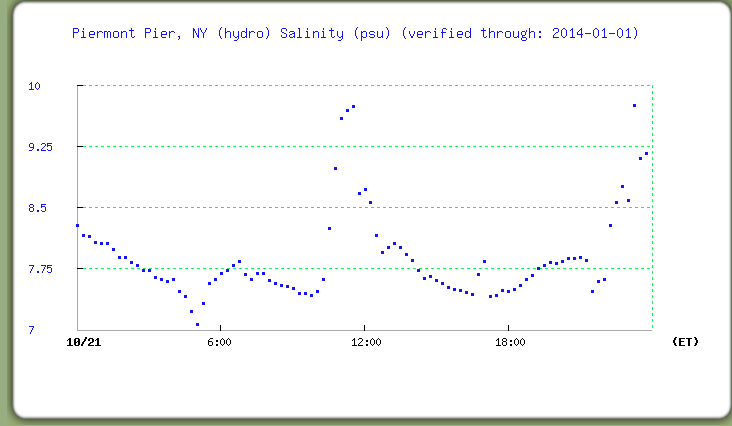 Piermont Pier, NY (hydro) Salinity (psu) (verified through: 2014-01-01)
10
9.25
8.5
7.75
7
10/21 6:00 12:00 18:00 (ET)